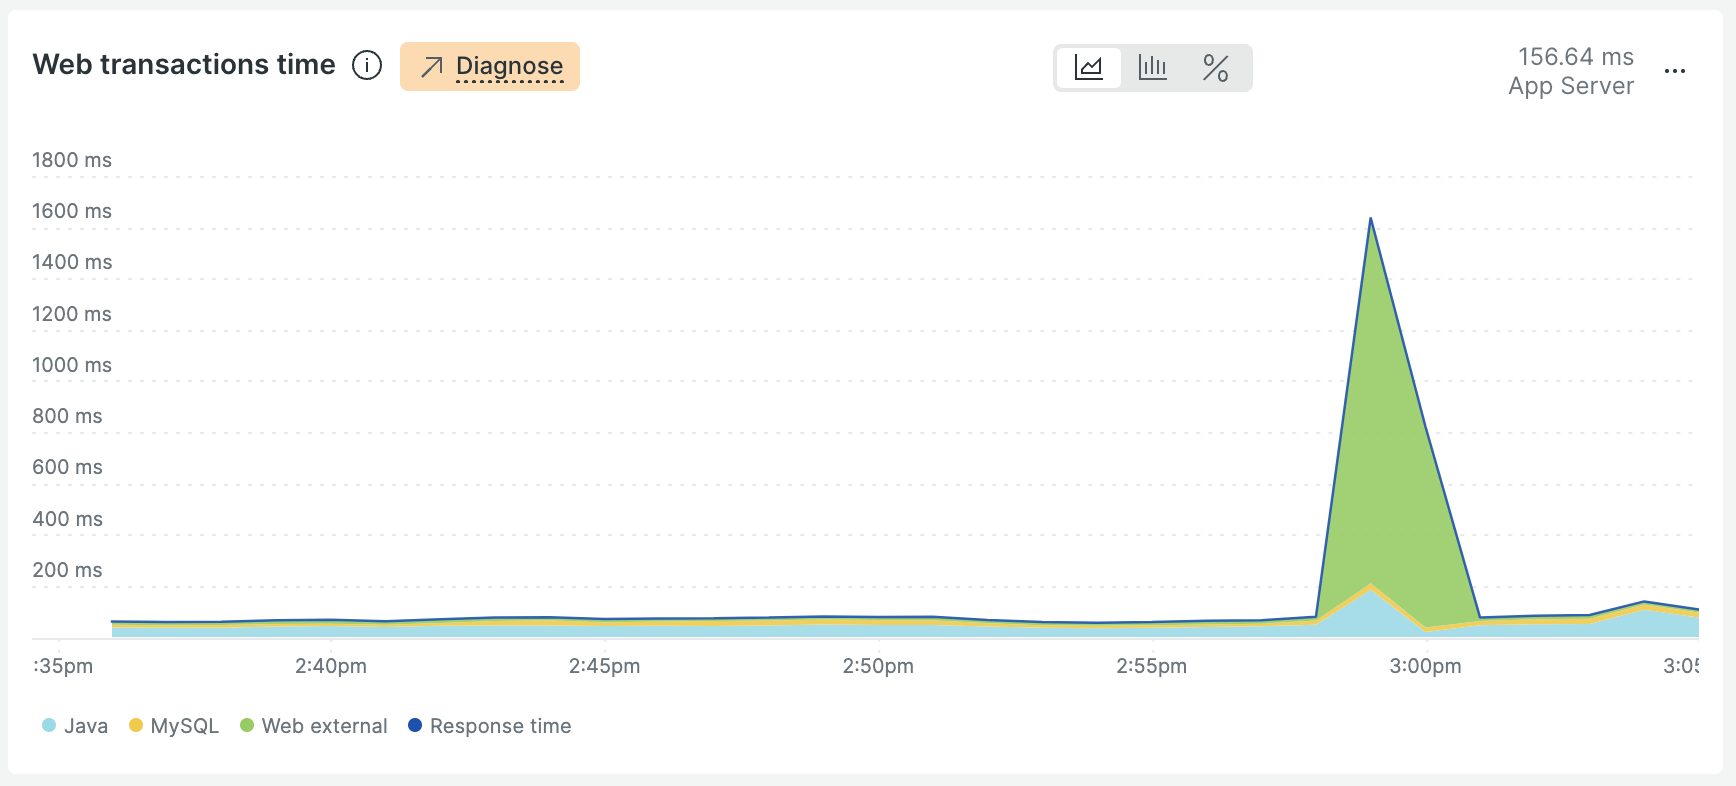 Web transactions time
Diagnose
156.64 ms
App Server
1800 ms
1600 ms
1400 ms
1200 ms
1000 ms
800 ms
600 ms
400 ms
200 ms
:35pm 2:40pm 2:45pm 2:50pm 2:55pm 3:00pm 3:05
Java MySQL Web external Response time